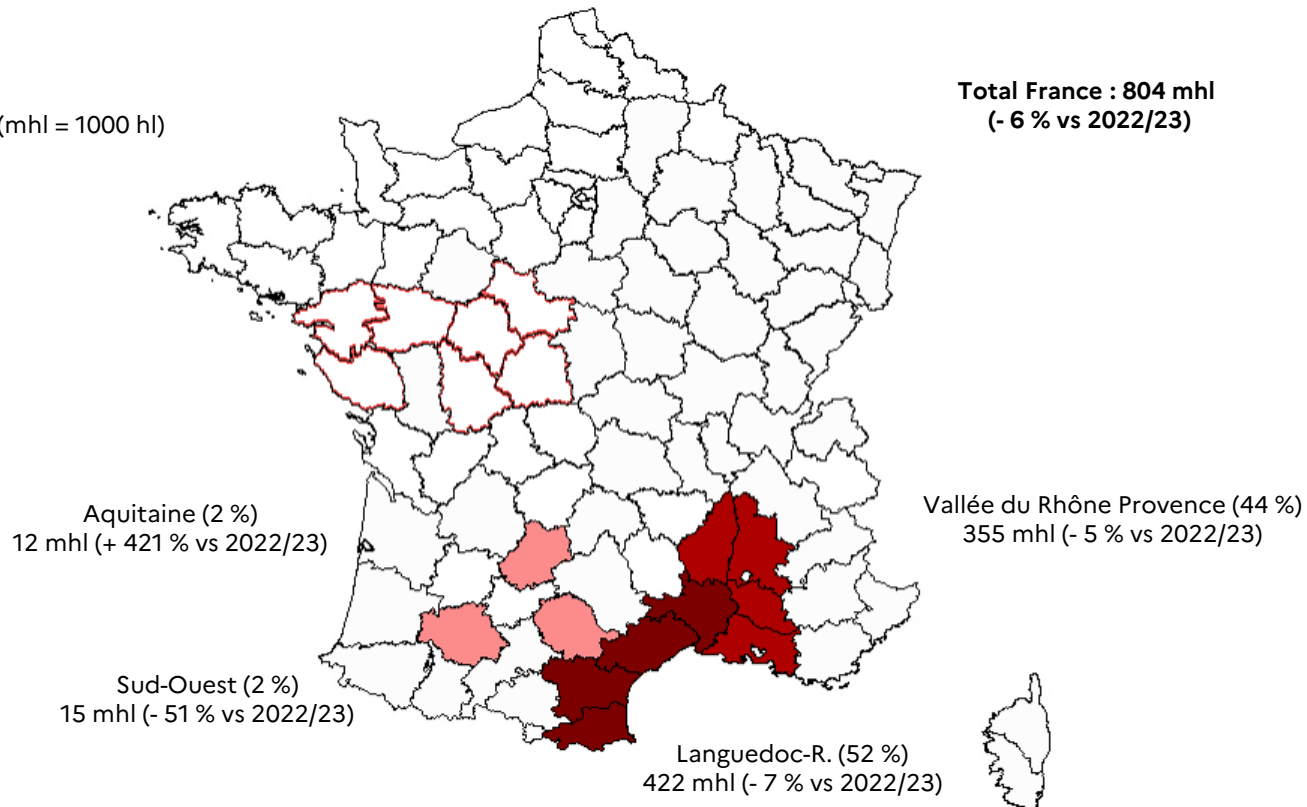 (mhl = 1000 hl)
Total France : 804 mhl
(- 6 % vs 2022/23)
Aquitaine (2 %)
12 mhl (+ 421 % vs 2022/23)
Vallée du Rhône Provence (44 %)
355 mhl (- 5 % vs 2022/23)
Sud-Ouest (2 %)
15 mhl (- 51 % vs 2022/23)
Languedoc-R. (52 %)
422 mhl (- 7 % vs 2022/23)